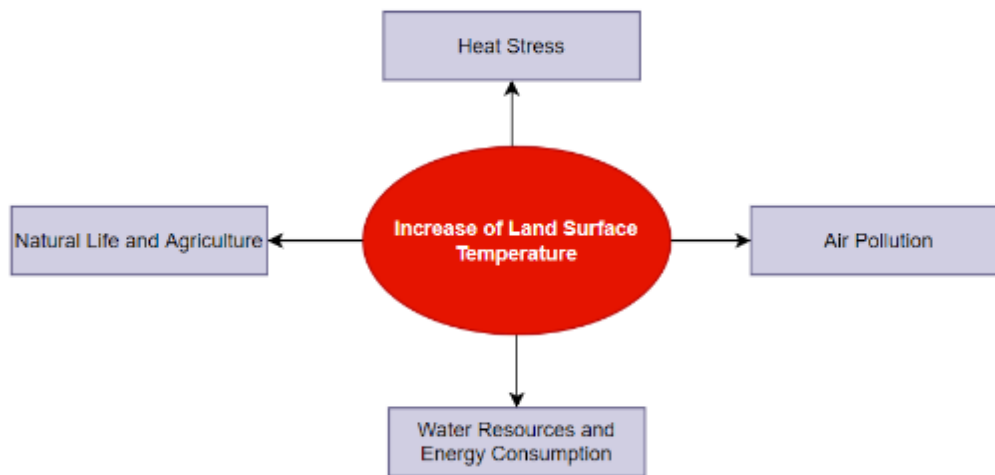 Heat Stress
Natural Life and Agriculture
Increase of Land Surface
Temperature
Air Pollution
Water Resources and
Energy Consumption